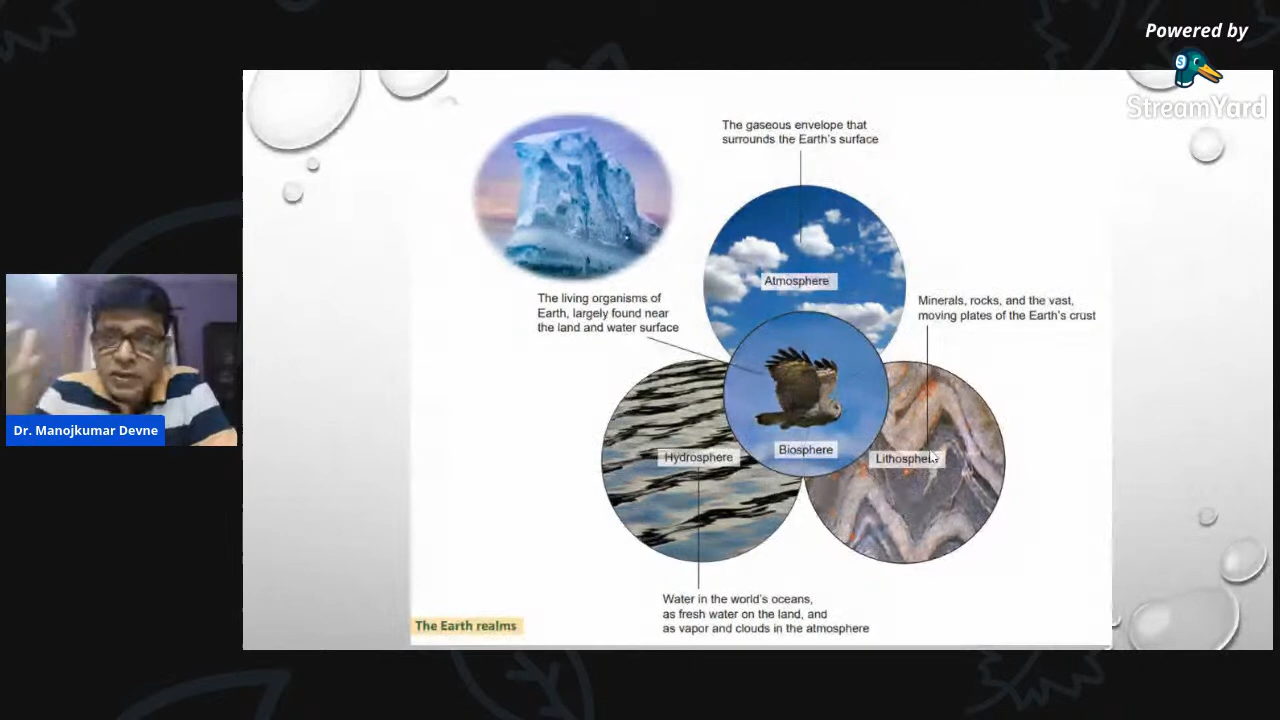 Powered by
StreamYard
The gaseous envelope that
surrounds the Earth's surface
Atmosphere
The living organisms of
Earth, largely found near
the land and water surface
Minerals, rocks, and the vast,
moving plates of the Earth's crust
Hydrosphere
Biosphere
Lithosphere
Water in the world's oceans,
as fresh water on the land, and
as vapor and clouds in the atmosphere
The Earth realms
Dr. Manojkumar Devne